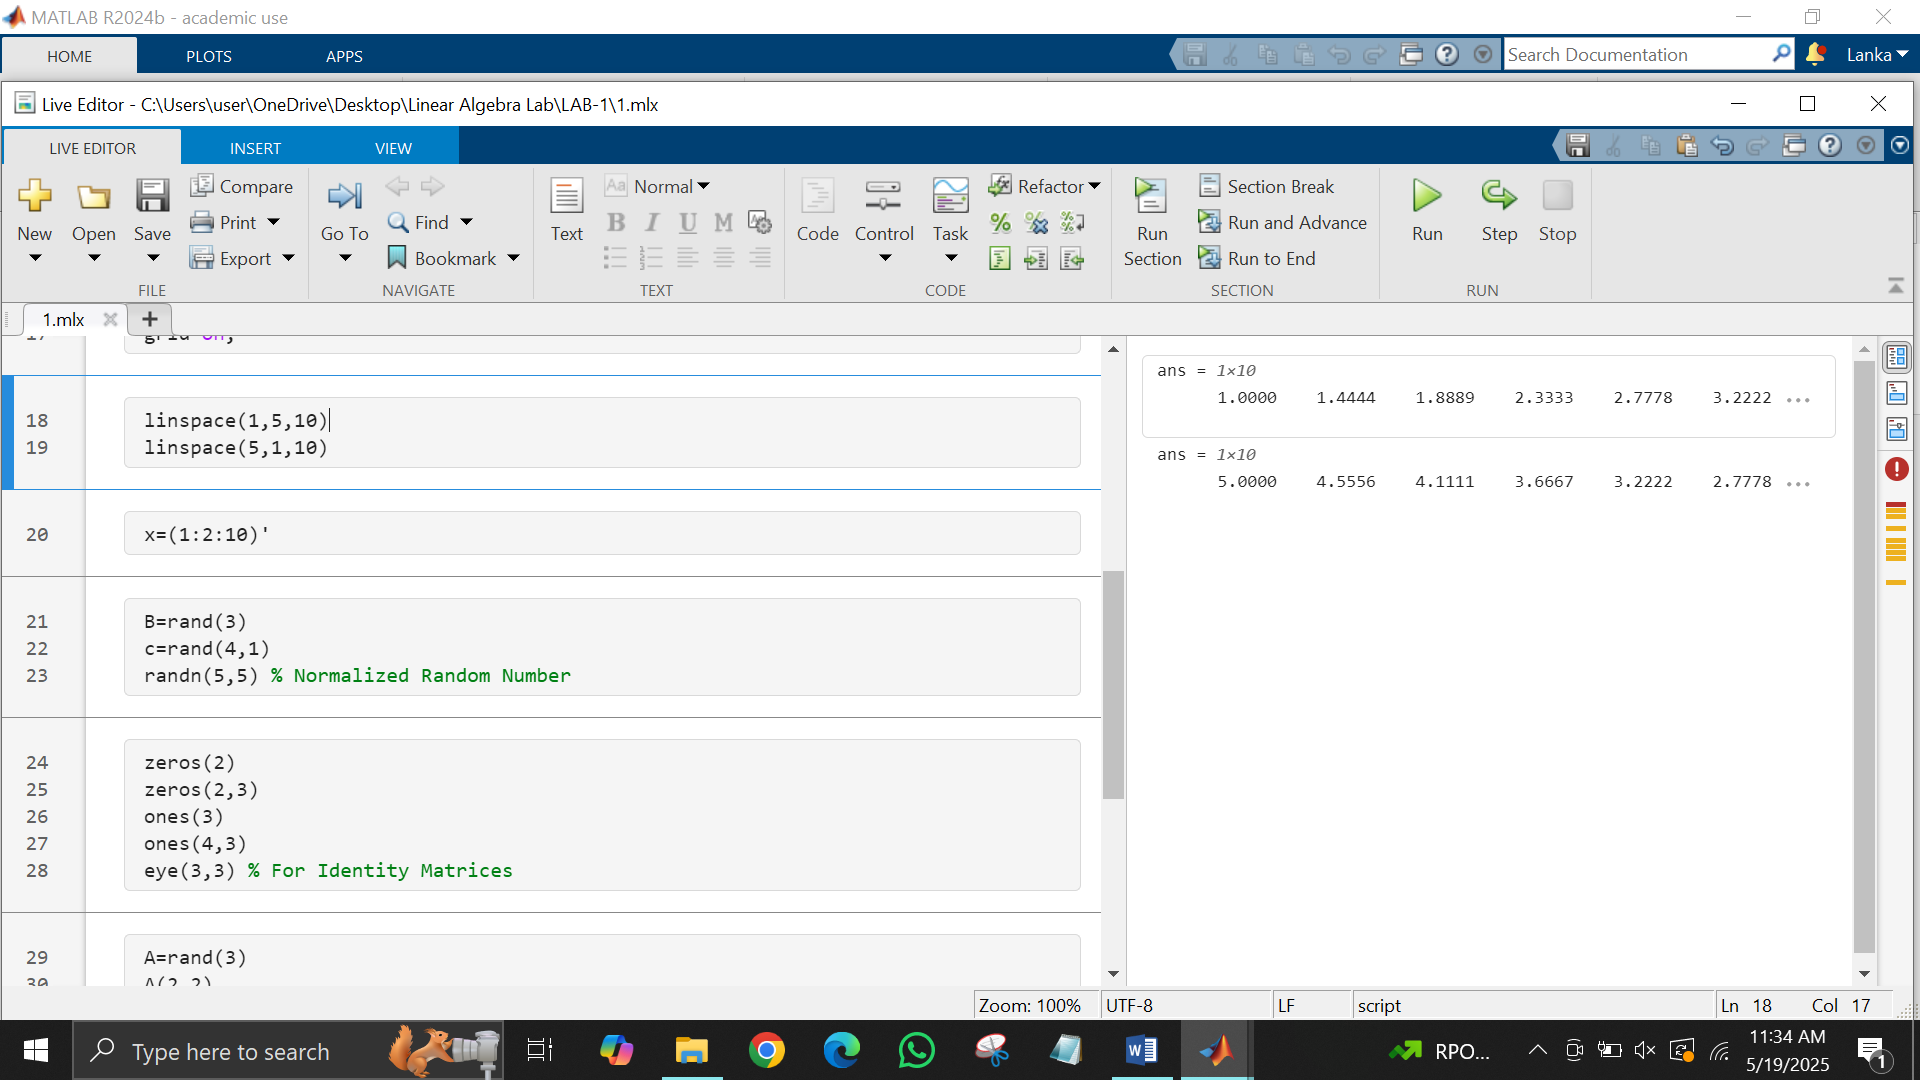 MATLAB R2024b - academic use
HOME PLOTS APPS Search Documentation Lanka
Live Editor - C:\Users\user\OneDrive\Desktop\Linear Algebra Lab\LAB-1\1.mlx
LIVE EDITOR INSERT VIEW
New Open Save Compare Print Export
FILE
Go To Find Bookmark
NAVIGATE
Text Aa Normal B I U M
TEXT
Code Control Task Refactor
CODE
Run Section Section Break Run and Advance Run to End
SECTION
Run Step Stop
RUN
1.mlx +
17 grid on;
18 linspace(1,5,10)
19 linspace(5,1,10)
20 x=(1:2:10)'
21 B=rand(3)
22 c=rand(4,1)
23 randn(5,5) % Normalized Random Number
24 zeros(2)
25 zeros(2,3)
26 ones(3)
27 ones(4,3)
28 eye(3,3) % For Identity Matrices
29 A=rand(3)
30 A(2,2)
ans = 1×10
1.0000 1.4444 1.8889 2.3333 2.7778 3.2222 ...
ans = 1×10
5.0000 4.5556 4.1111 3.6667 3.2222 2.7778 ...
Zoom: 100% UTF-8 LF script Ln 18 Col 17
Type here to search
RPO...
11:34 AM
5/19/2025
1